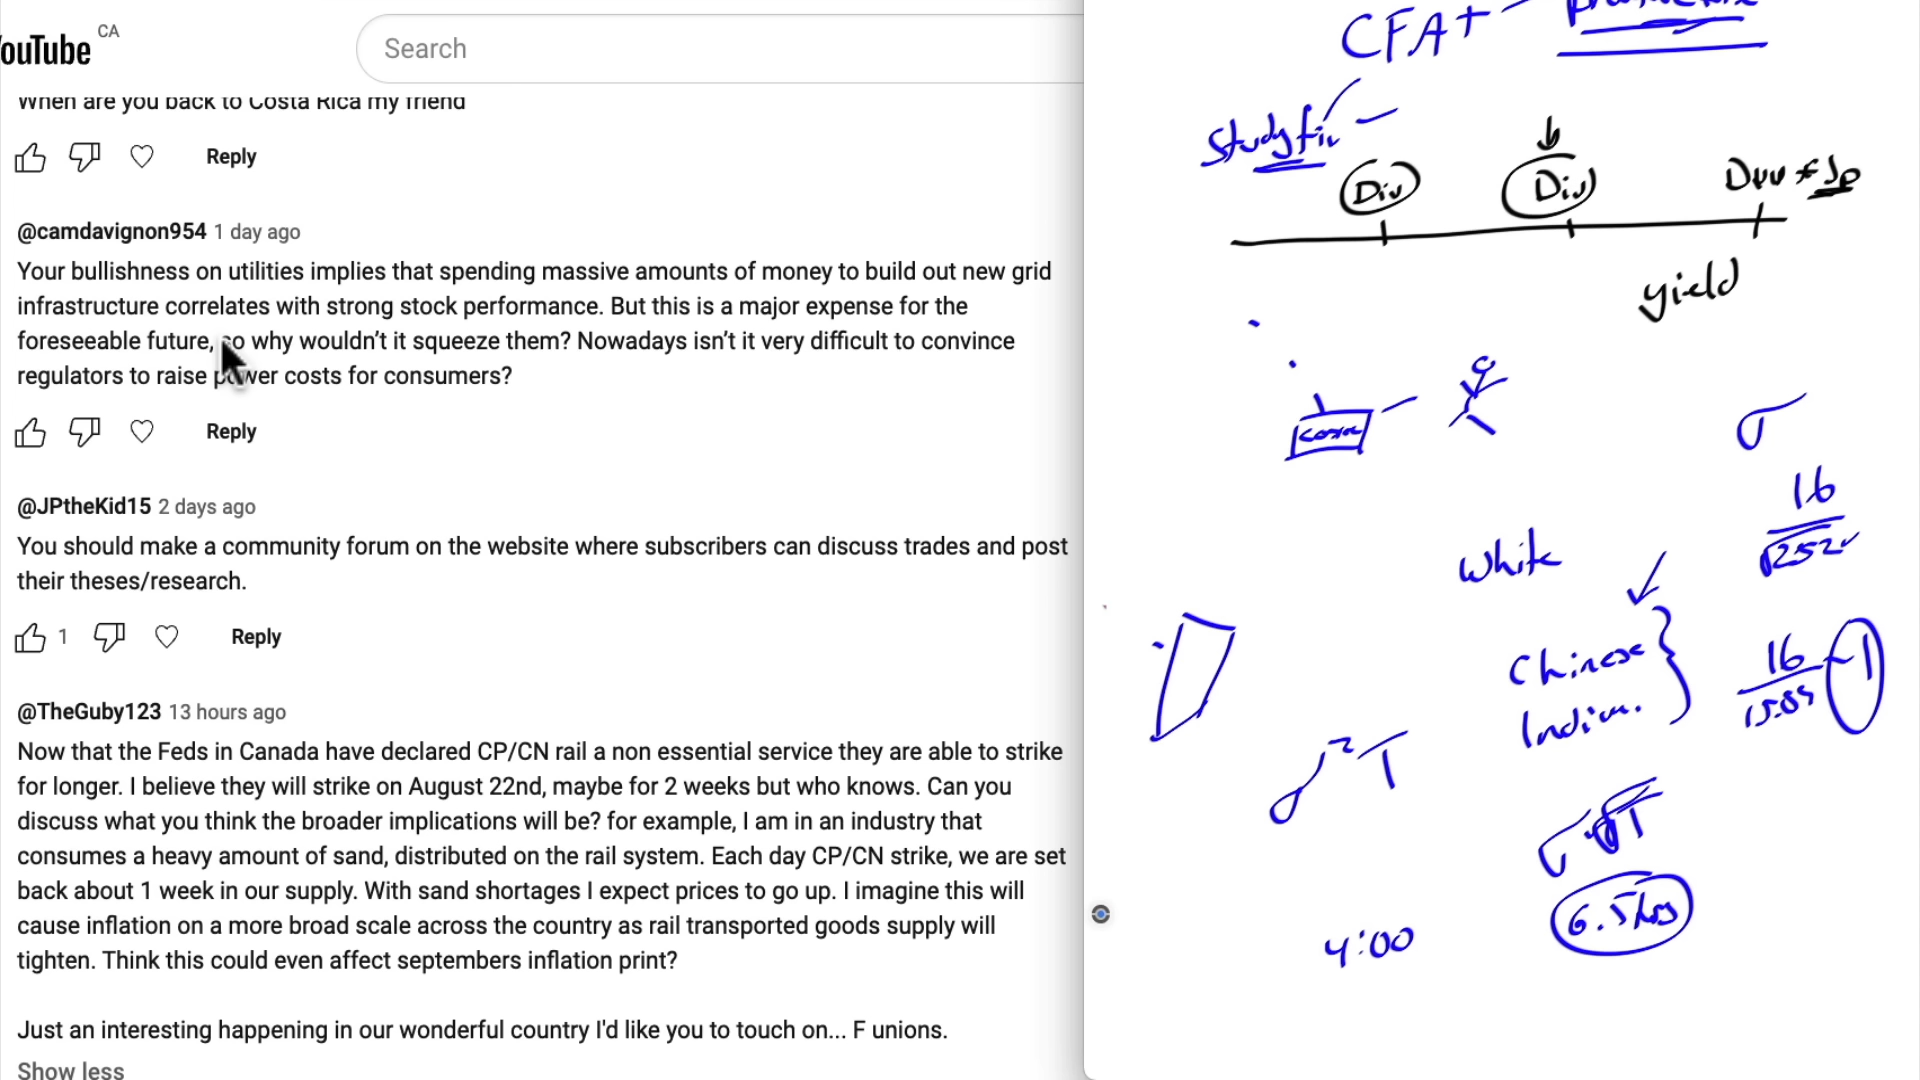 ouTube CA
Search
When are you back to Costa Rica my friend
Reply
@camdavignon954 1 day ago
Your bullishness on utilities implies that spending massive amounts of money to build out new grid
infrastructure correlates with strong stock performance. But this is a major expense for the
foreseeable future, so why wouldn't it squeeze them? Nowadays isn't it very difficult to convince
regulators to raise power costs for consumers?
Reply
@JPtheKid15 2 days ago
You should make a community forum on the website where subscribers can discuss trades and post
their theses/research.
1
Reply
@TheGuby123 13 hours ago
Now that the Feds in Canada have declared CP/CN rail a non essential service they are able to strike
for longer. I believe they will strike on August 22nd, maybe for 2 weeks but who knows. Can you
discuss what you think the broader implications will be? for example, I am in an industry that
consumes a heavy amount of sand, distributed on the rail system. Each day CP/CN strike, we are set
back about 1 week in our supply. With sand shortages I expect prices to go up. I imagine this will
cause inflation on a more broad scale across the country as rail transported goods supply will
tighten. Think this could even affect septembers inflation print?
Just an interesting happening in our wonderful country I'd like you to touch on... F unions.
Show less
CFA+
Studyfin
Div Div
yield
σ
16
√252
White
Chinese
16
15.
1
σ²T
σ√T
6.5hrs
4:00